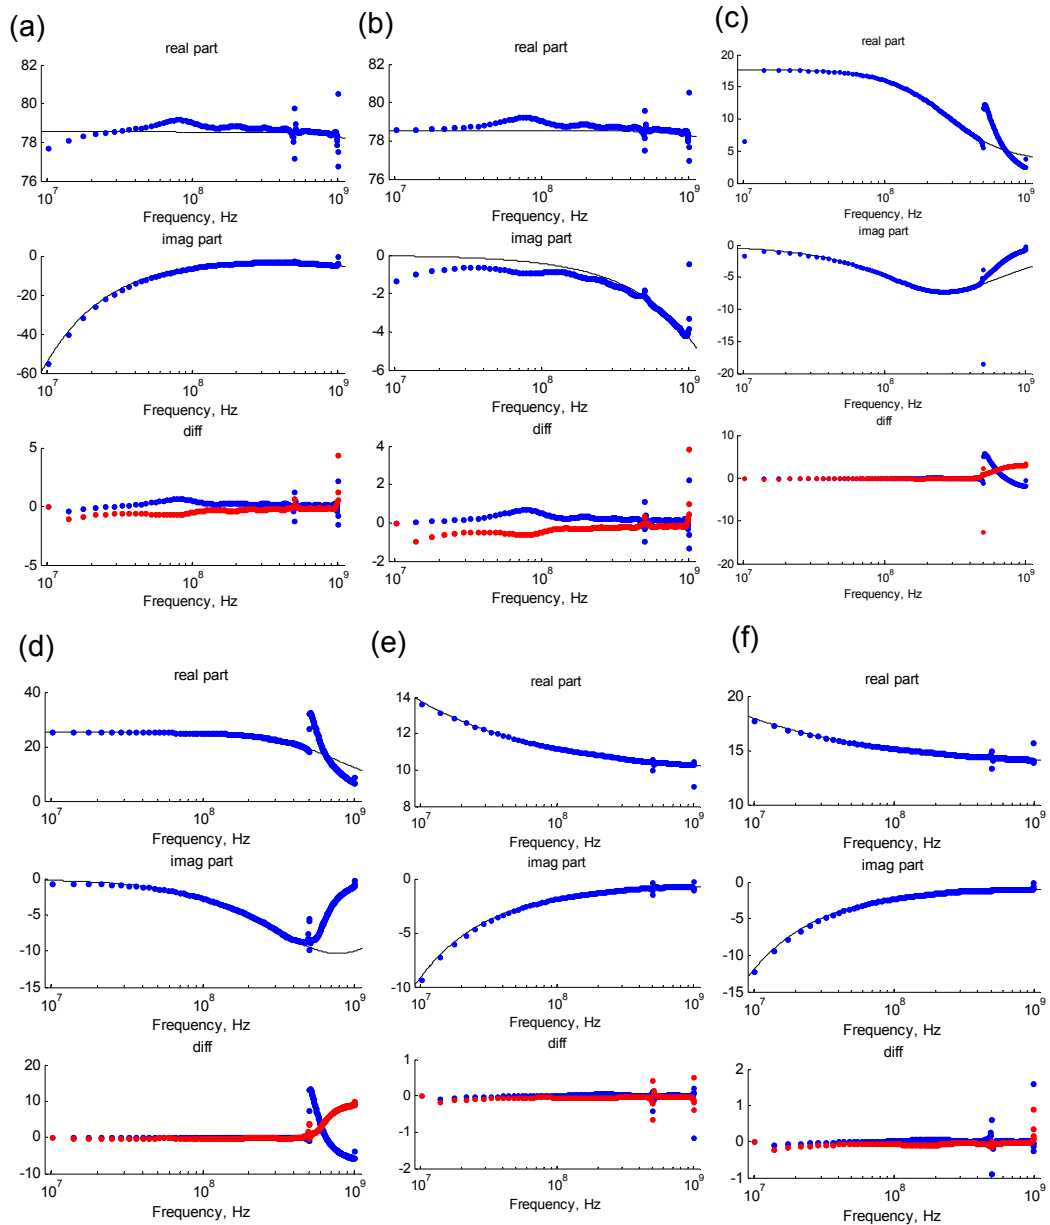 (a)
real part
82
80
78
76
10^7
10^8
10^9
Frequency, Hz
imag part
0
-20
-40
-60
10^7
10^8
10^9
Frequency, Hz
diff
5
0
-5
10^7
10^8
10^9
Frequency, Hz
(b)
real part
82
80
78
76
10^7
10^8
10^9
Frequency, Hz
imag part
0
-2
-4
-6
10^7
10^8
10^9
Frequency, Hz
diff
4
2
0
-2
10^7
10^8
10^9
Frequency, Hz
(c)
real part
20
15
10
5
0
10^7
10^8
10^9
Frequency, Hz
imag part
0
-5
-10
-15
-20
10^7
10^8
10^9
Frequency, Hz
diff
10
0
-10
-20
10^7
10^8
10^9
Frequency, Hz
(d)
real part
40
20
0
10^7
10^8
10^9
Frequency, Hz
imag part
0
-5
-10
-15
10^7
10^8
10^9
Frequency, Hz
diff
20
10
0
-10
10^7
10^8
10^9
Frequency, Hz
(e)
real part
14
12
10
8
10^7
10^8
10^9
Frequency, Hz
imag part
0
-5
-10
10^7
10^8
10^9
Frequency, Hz
diff
1
0
-1
-2
10^7
10^8
10^9
Frequency, Hz
(f)
real part
20
15
10
10^7
10^8
10^9
Frequency, Hz
imag part
0
-5
-10
-15
10^7
10^8
10^9
Frequency, Hz
diff
2
1
0
-1
10^7
10^8
10^9
Frequency, Hz